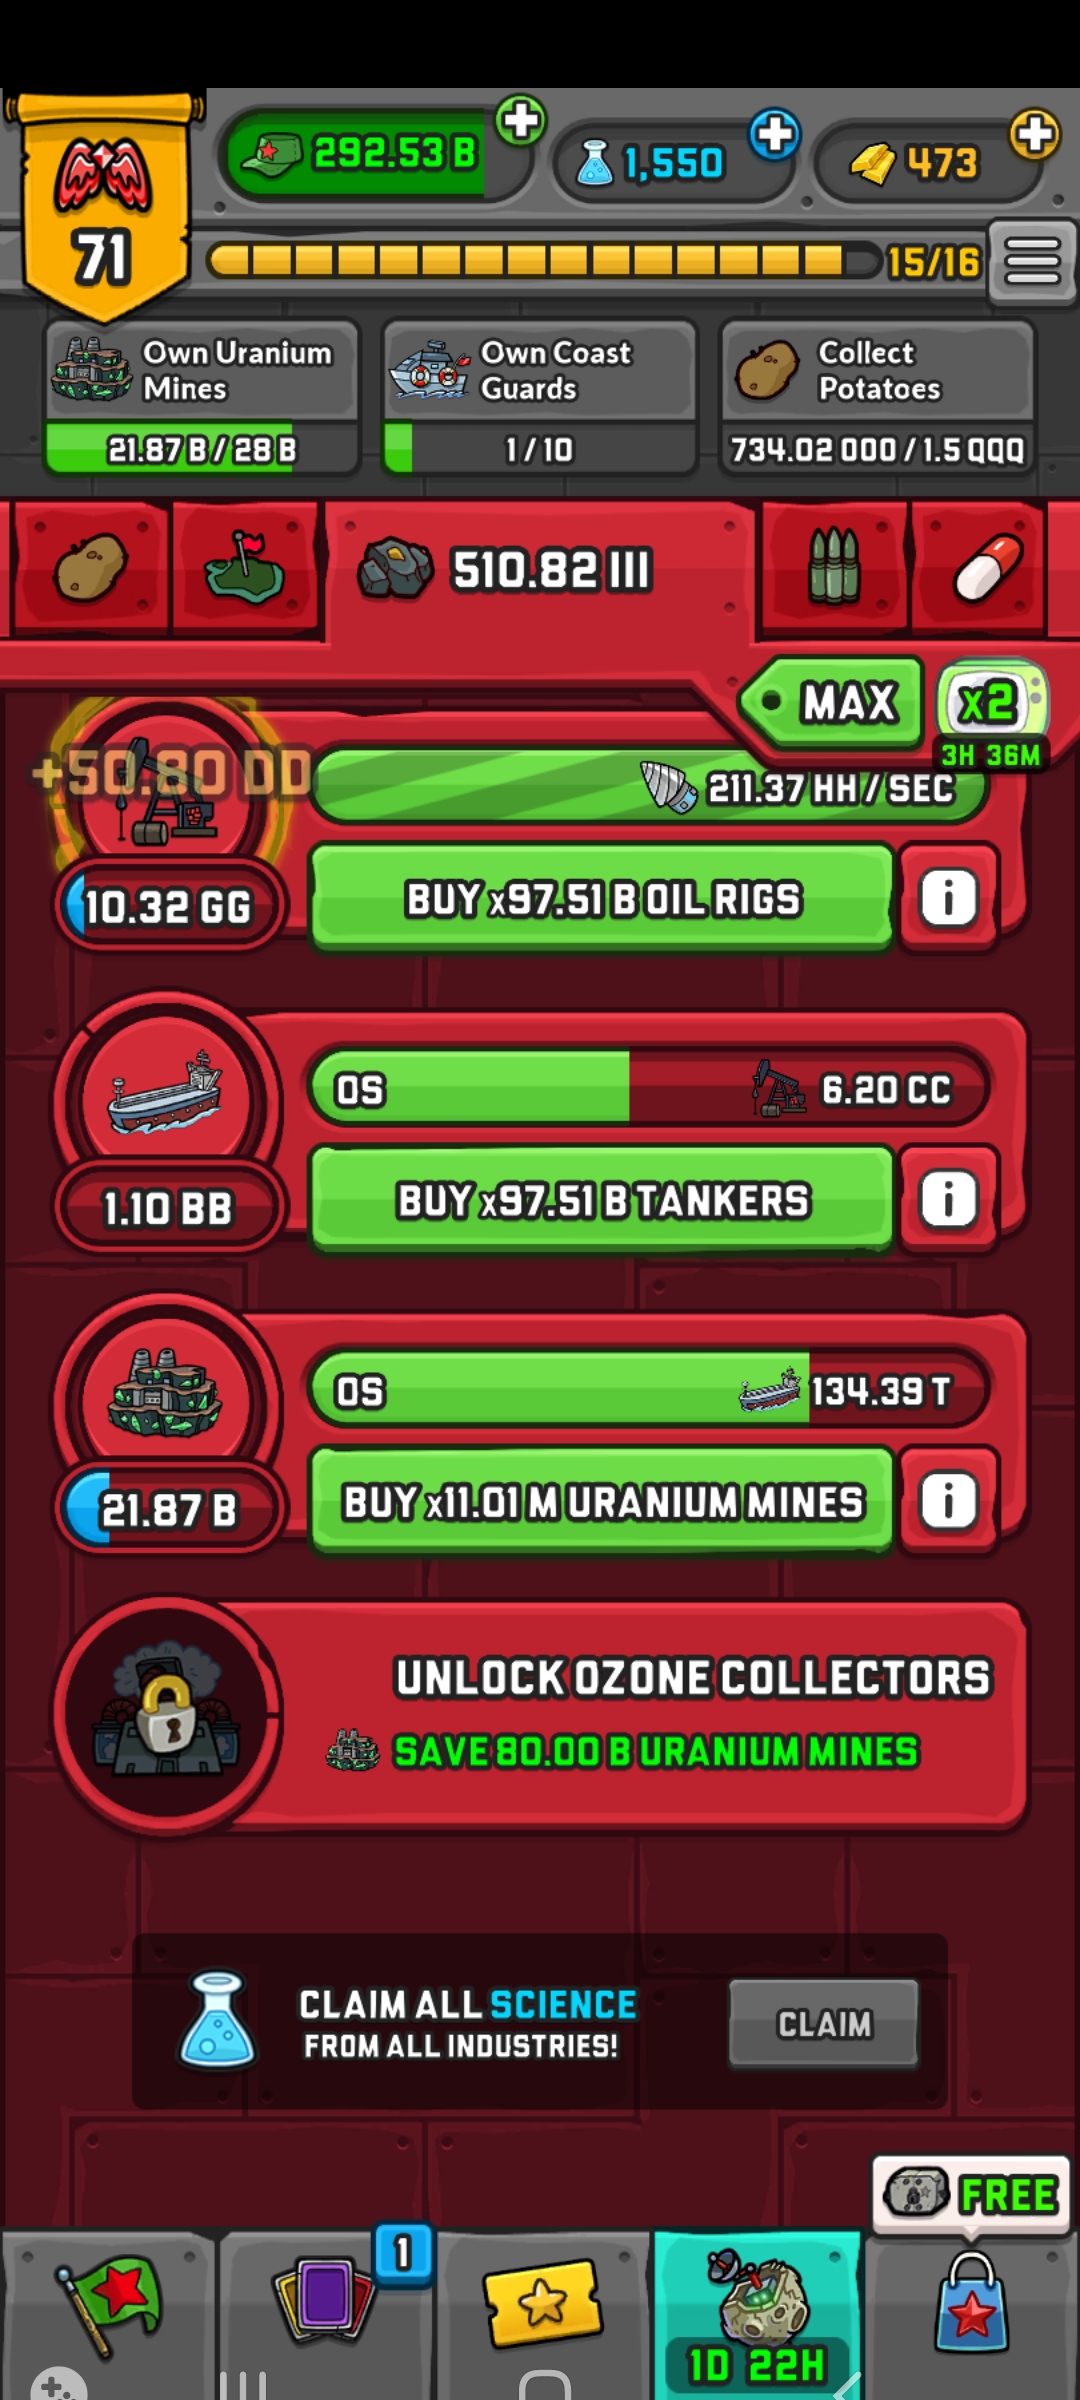 292.53 B
1,550
473
71
15/16
Own Uranium
Mines
21.87 B / 28 B
Own Coast
Guards
1 / 10
Collect
Potatoes
734.02 OOO / 1.5 QQQ
510.82 III
MAX
x2
3H 36M
+50.80 DD
211.37 HH / SEC
10.32 GG
BUY x97.51 B OIL RIGS
i
0S
6.20 CC
1.10 BB
BUY x97.51 B TANKERS
i
0S
134.39 T
21.87 B
BUY x11.01 M URANIUM MINES
i
UNLOCK OZONE COLLECTORS
SAVE 80.00 B URANIUM MINES
CLAIM ALL SCIENCE
FROM ALL INDUSTRIES!
CLAIM
FREE
1
1D 22H